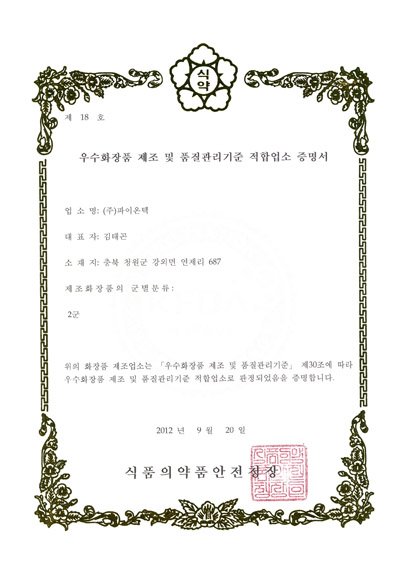 식약
제 18 호
우수화장품 제조 및 품질관리기준 적합업소 증명서
업 소 명: (주)파이온텍
대 표 자: 김태곤
소 재 지: 충북 청원군 강외면 연제리 687
제조화장품의 군별분류:
2군
위의 화장품 제조업소는 「우수화장품 제조 및 품질관리기준」 제30조에 따라
우수화장품 제조 및 품질관리기준 적합업소로 판정되었음을 증명합니다.
2012 년 9 월 20 일
식품의약품안전청장